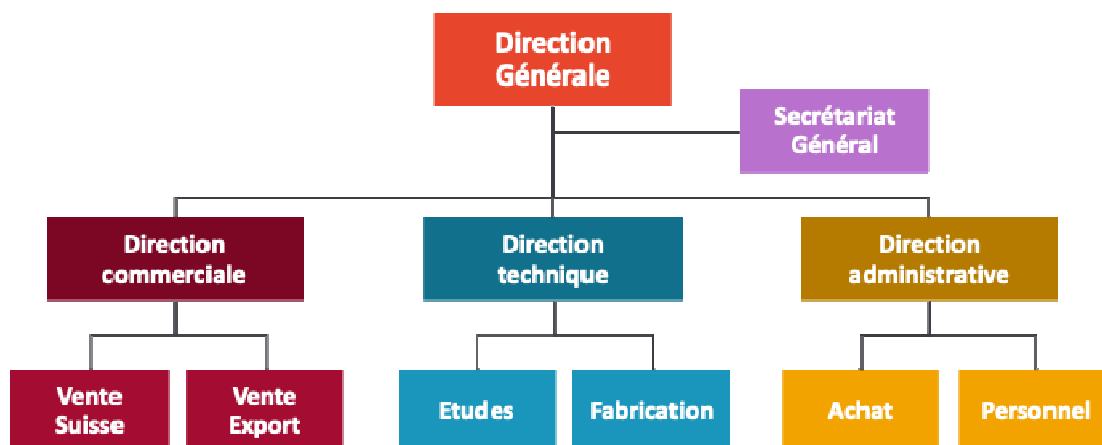 Direction
Générale
Secrétariat
Général
Direction
commerciale
Direction
technique
Direction
administrative
Vente
Suisse
Vente
Export
Etudes
Fabrication
Achat
Personnel